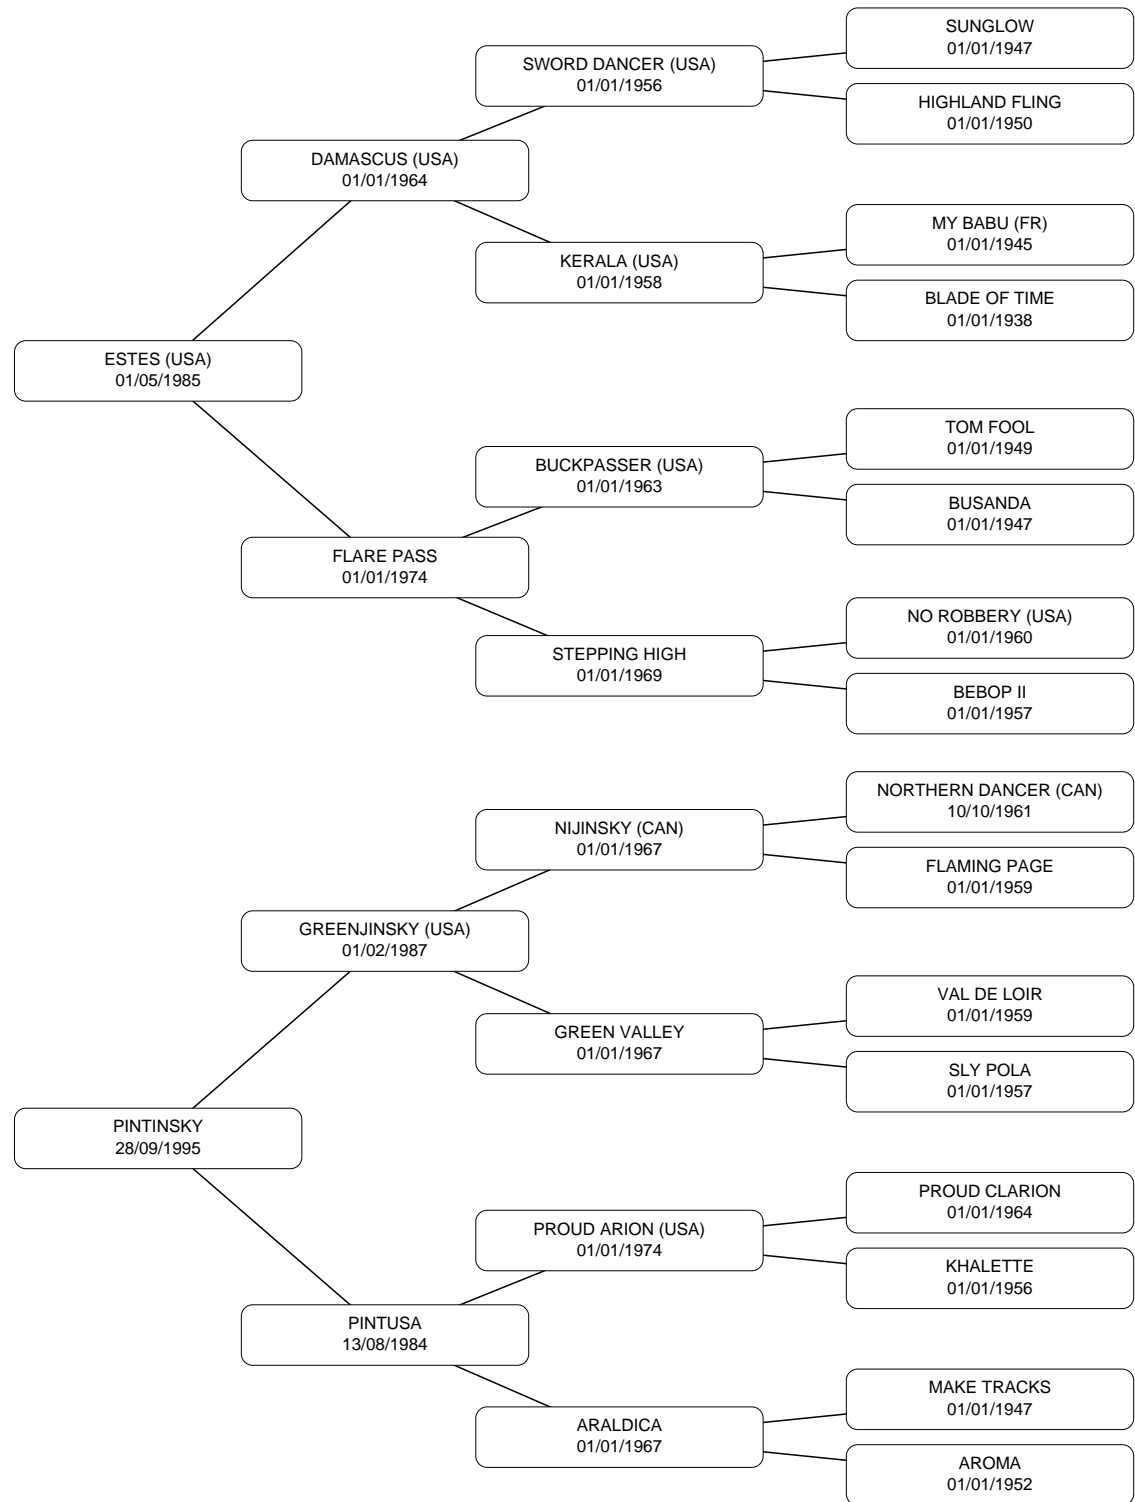 SUNGLOW
01/01/1947
SWORD DANCER (USA)
01/01/1956
HIGHLAND FLING
01/01/1950
DAMASCUS (USA)
01/01/1964
MY BABU (FR)
01/01/1945
KERALA (USA)
01/01/1958
BLADE OF TIME
01/01/1938
ESTES (USA)
01/05/1985
TOM FOOL
01/01/1949
BUCKPASSER (USA)
01/01/1963
BUSANDA
01/01/1947
FLARE PASS
01/01/1974
NO ROBBERY (USA)
01/01/1960
STEPPING HIGH
01/01/1969
BEBOP II
01/01/1957
NORTHERN DANCER (CAN)
10/10/1961
NIJINSKY (CAN)
01/01/1967
FLAMING PAGE
01/01/1959
GREENJINSKY (USA)
01/02/1987
VAL DE LOIR
01/01/1959
GREEN VALLEY
01/01/1967
SLY POLA
01/01/1957
PINTINSKY
28/09/1995
PROUD CLARION
01/01/1964
PROUD ARION (USA)
01/01/1974
KHALETTE
01/01/1956
PINTUSA
13/08/1984
MAKE TRACKS
01/01/1947
ARALDICA
01/01/1967
AROMA
01/01/1952